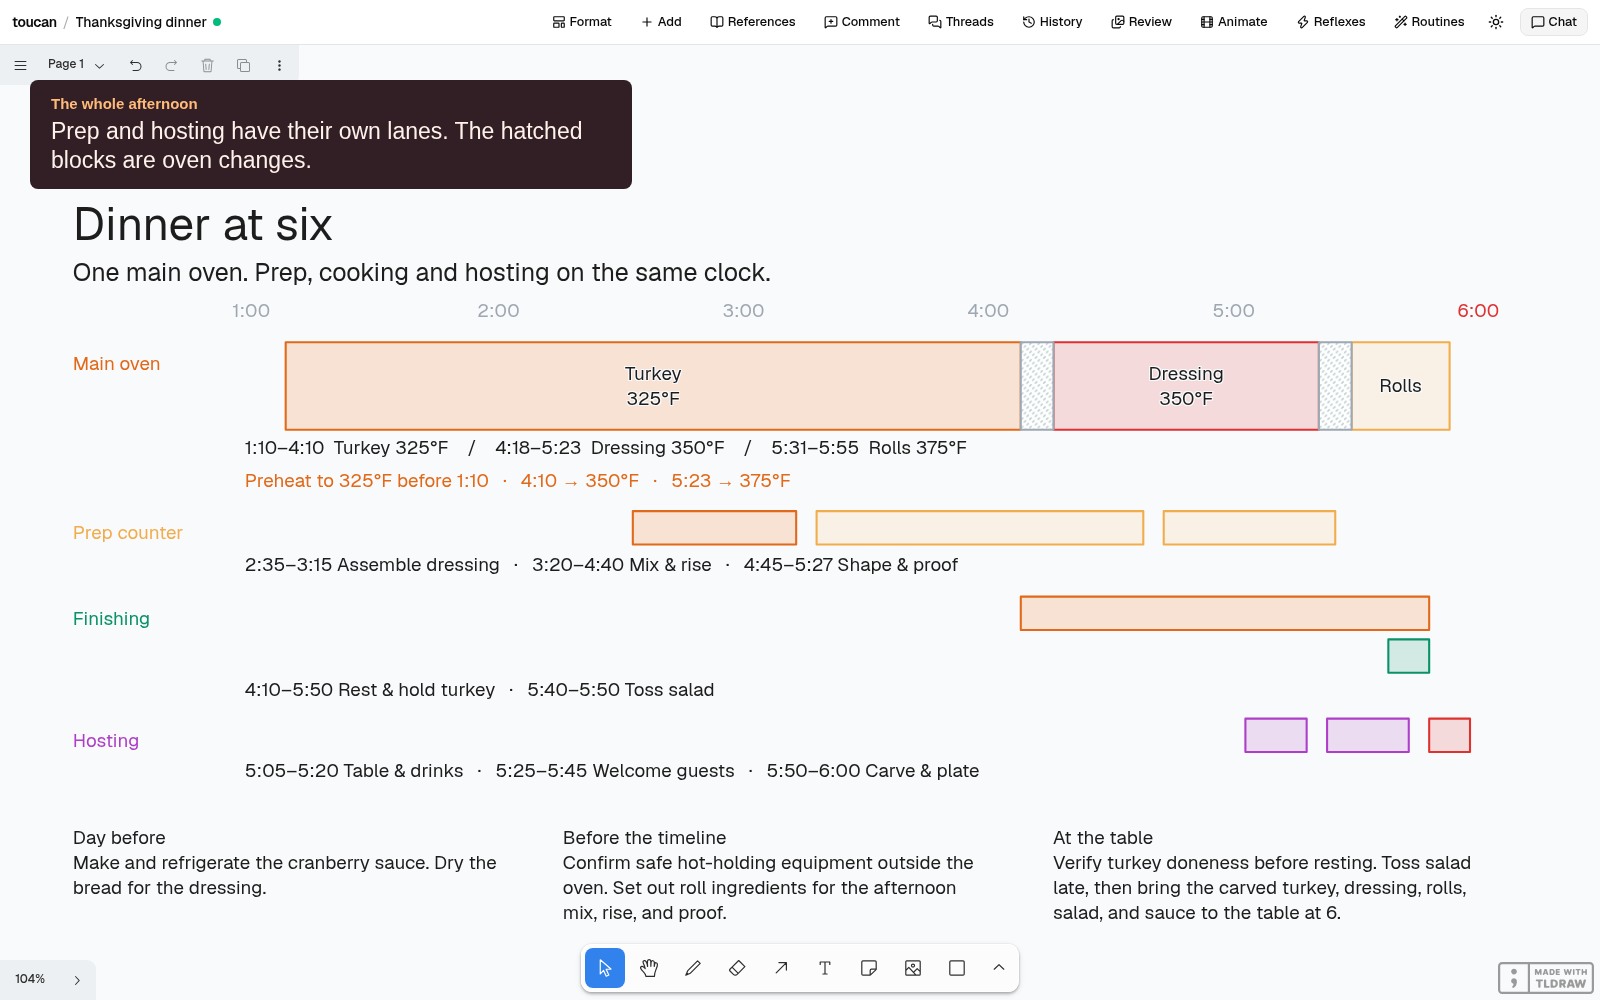 toucan / Thanksgiving dinner
Format
Add
References
Comment
Threads
History
Review
Animate
Reflexes
Routines
Chat
Page 1
The whole afternoon
Prep and hosting have their own lanes. The hatched
blocks are oven changes.
Dinner at six
One main oven. Prep, cooking and hosting on the same clock.
1:00 2:00 3:00 4:00 5:00 6:00
Main oven
Turkey
325°F
Dressing
350°F
Rolls
1:10–4:10 Turkey 325°F / 4:18–5:23 Dressing 350°F / 5:31–5:55 Rolls 375°F
Preheat to 325°F before 1:10 · 4:10 → 350°F · 5:23 → 375°F
Prep counter
2:35–3:15 Assemble dressing · 3:20–4:40 Mix & rise · 4:45–5:27 Shape & proof
Finishing
4:10–5:50 Rest & hold turkey · 5:40–5:50 Toss salad
Hosting
5:05–5:20 Table & drinks · 5:25–5:45 Welcome guests · 5:50–6:00 Carve & plate
Day before
Make and refrigerate the cranberry sauce. Dry the
bread for the dressing.
Before the timeline
Confirm safe hot-holding equipment outside the
oven. Set out roll ingredients for the afternoon
mix, rise, and proof.
At the table
Verify turkey doneness before resting. Toss salad
late, then bring the carved turkey, dressing, rolls,
salad, and sauce to the table at 6.
104%
MADE WITH
TLDRAW